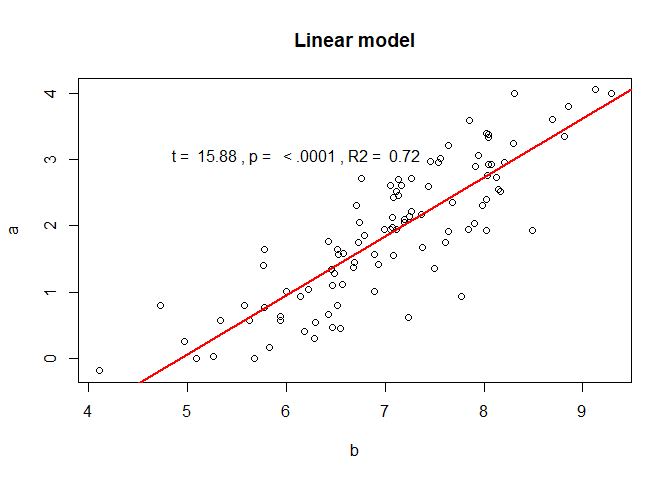 Linear model
t = 15.88 , p = < .0001 , R2 = 0.72
a
4
3
2
1
0
4 5 6 7 8 9
b